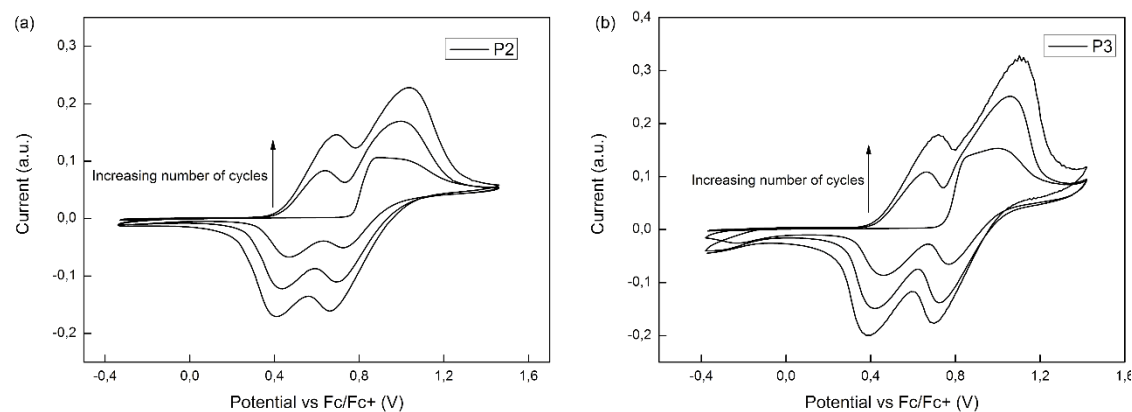 (a)
0,3
0,2
0,1
0,0
-0,1
-0,2
Current (a.u.)
P2
Increasing number of cycles
-0,4 0,0 0,4 0,8 1,2 1,6
Potential vs Fc/Fc+ (V)
(b)
0,4
0,3
0,2
0,1
0,0
-0,1
-0,2
Current (a.u.)
P3
Increasing number of cycles
-0,4 0,0 0,4 0,8 1,2 1,6
Potential vs Fc/Fc+ (V)